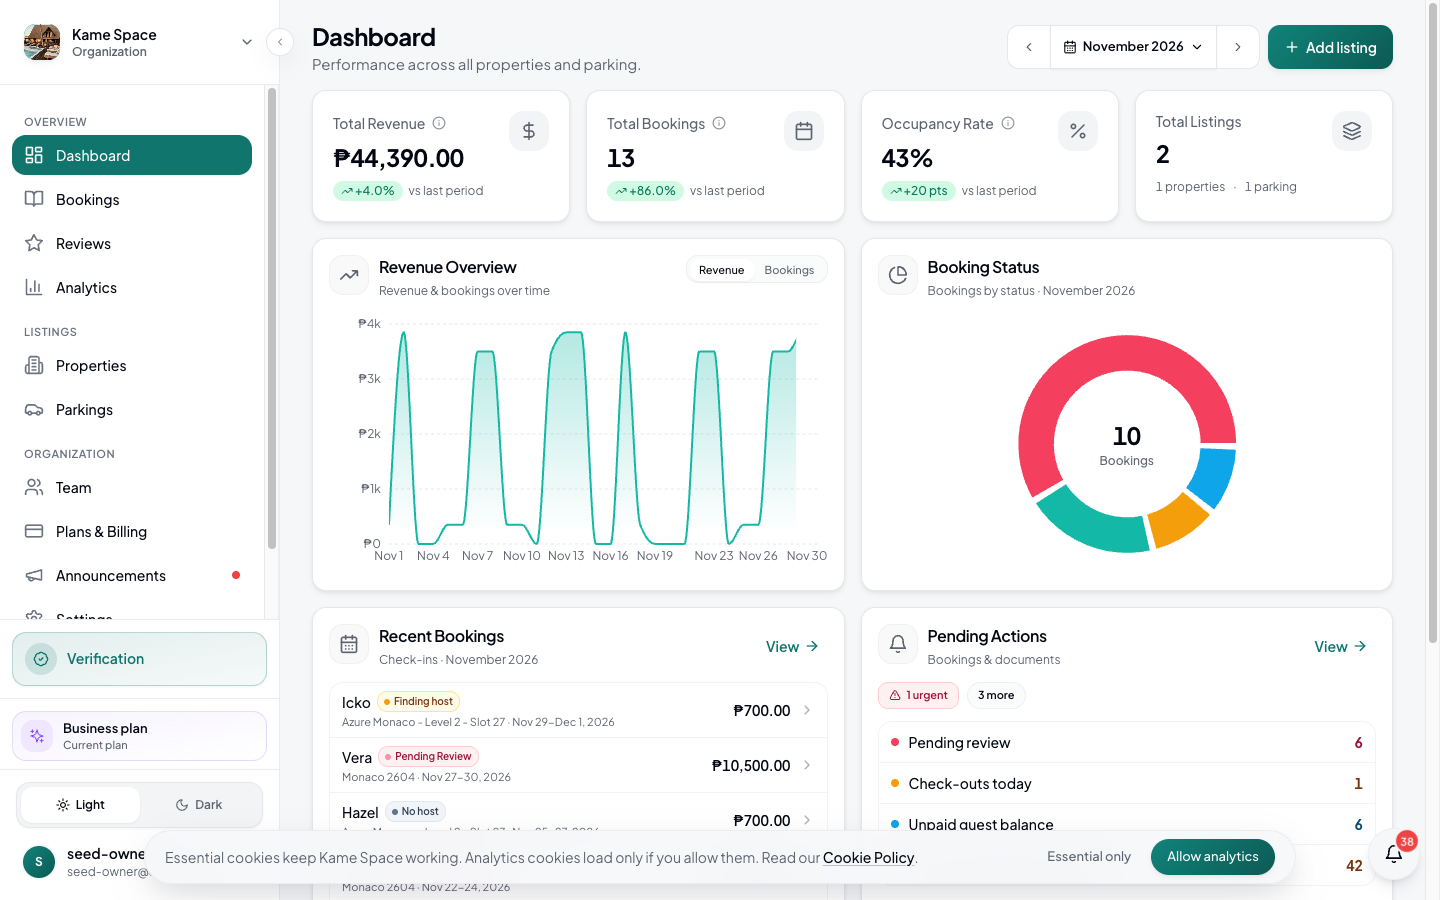 Kame Space
Organization
OVERVIEW
Dashboard
Bookings
Reviews
Analytics
LISTINGS
Properties
Parkings
ORGANIZATION
Team
Plans & Billing
Announcements
Settings
Verification
Business plan
Current plan
Light
Dark
S
seed-owne
seed-owner@
Dashboard
Performance across all properties and parking.
November 2026
Add listing
Total Revenue
₱44,390.00
+4.0% vs last period
Total Bookings
13
+86.0% vs last period
Occupancy Rate
43%
+20 pts vs last period
Total Listings
2
1 properties · 1 parking
Revenue Overview
Revenue & bookings over time
Revenue Bookings
₱4k
₱3k
₱2k
₱1k
₱0
Nov 1 Nov 4 Nov 7 Nov 10 Nov 13 Nov 16 Nov 19 Nov 23 Nov 26 Nov 30
Booking Status
Bookings by status · November 2026
10
Bookings
Recent Bookings
Check-ins · November 2026
View
Icko Finding host
Azure Monaco - Level 2 - Slot 27 · Nov 29–Dec 1, 2026
₱700.00
Vera Pending Review
Monaco 2604 · Nov 27–30, 2026
₱10,500.00
Hazel No host
₱700.00
Monaco 2604 · Nov 22–24, 2026
Pending Actions
Bookings & documents
View
1 urgent 3 more
Pending review 6
Check-outs today 1
Unpaid guest balance 6
42
Essential cookies keep Kame Space working. Analytics cookies load only if you allow them. Read our Cookie Policy.
Essential only
Allow analytics
38